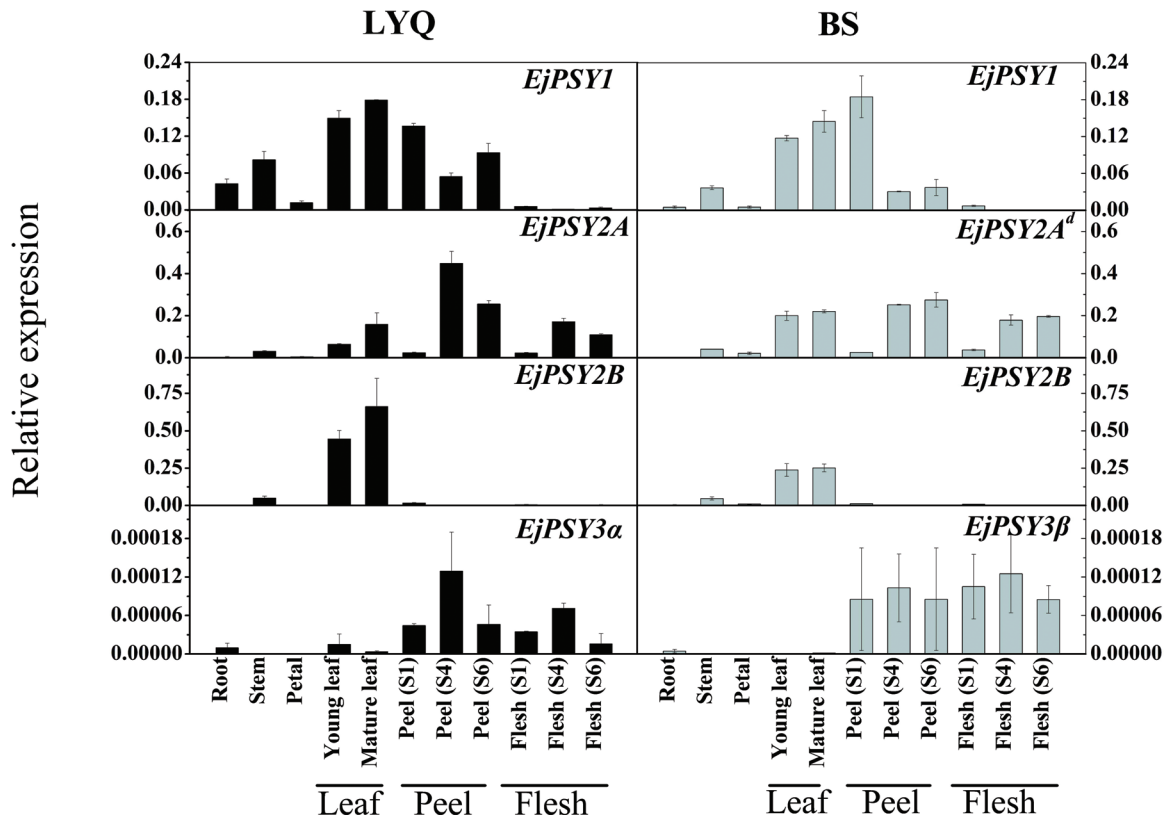 LYQ BS
0.24 EjPSY1 EjPSY1 0.24
0.18 0.18
0.12 0.12
0.06 0.06
0.00 0.00
0.6 EjPSY2A EjPSY2Aᵈ 0.6
0.4 0.4
0.2 0.2
0.0 0.0
EjPSY2B EjPSY2B
0.75 0.75
0.50 0.50
0.25 0.25
0.00 0.00
EjPSY3α EjPSY3β
0.00018 0.00018
0.00012 0.00012
0.00006 0.00006
0.00000 0.00000
Relative expression
Root
Stem
Petal
Young leaf
Mature leaf
Peel (S1)
Peel (S4)
Peel (S6)
Flesh (S1)
Flesh (S4)
Flesh (S6)
Root
Stem
Petal
Young leaf
Mature leaf
Peel (S1)
Peel (S4)
Peel (S6)
Flesh (S1)
Flesh (S4)
Flesh (S6)
Leaf Peel Flesh Leaf Peel Flesh